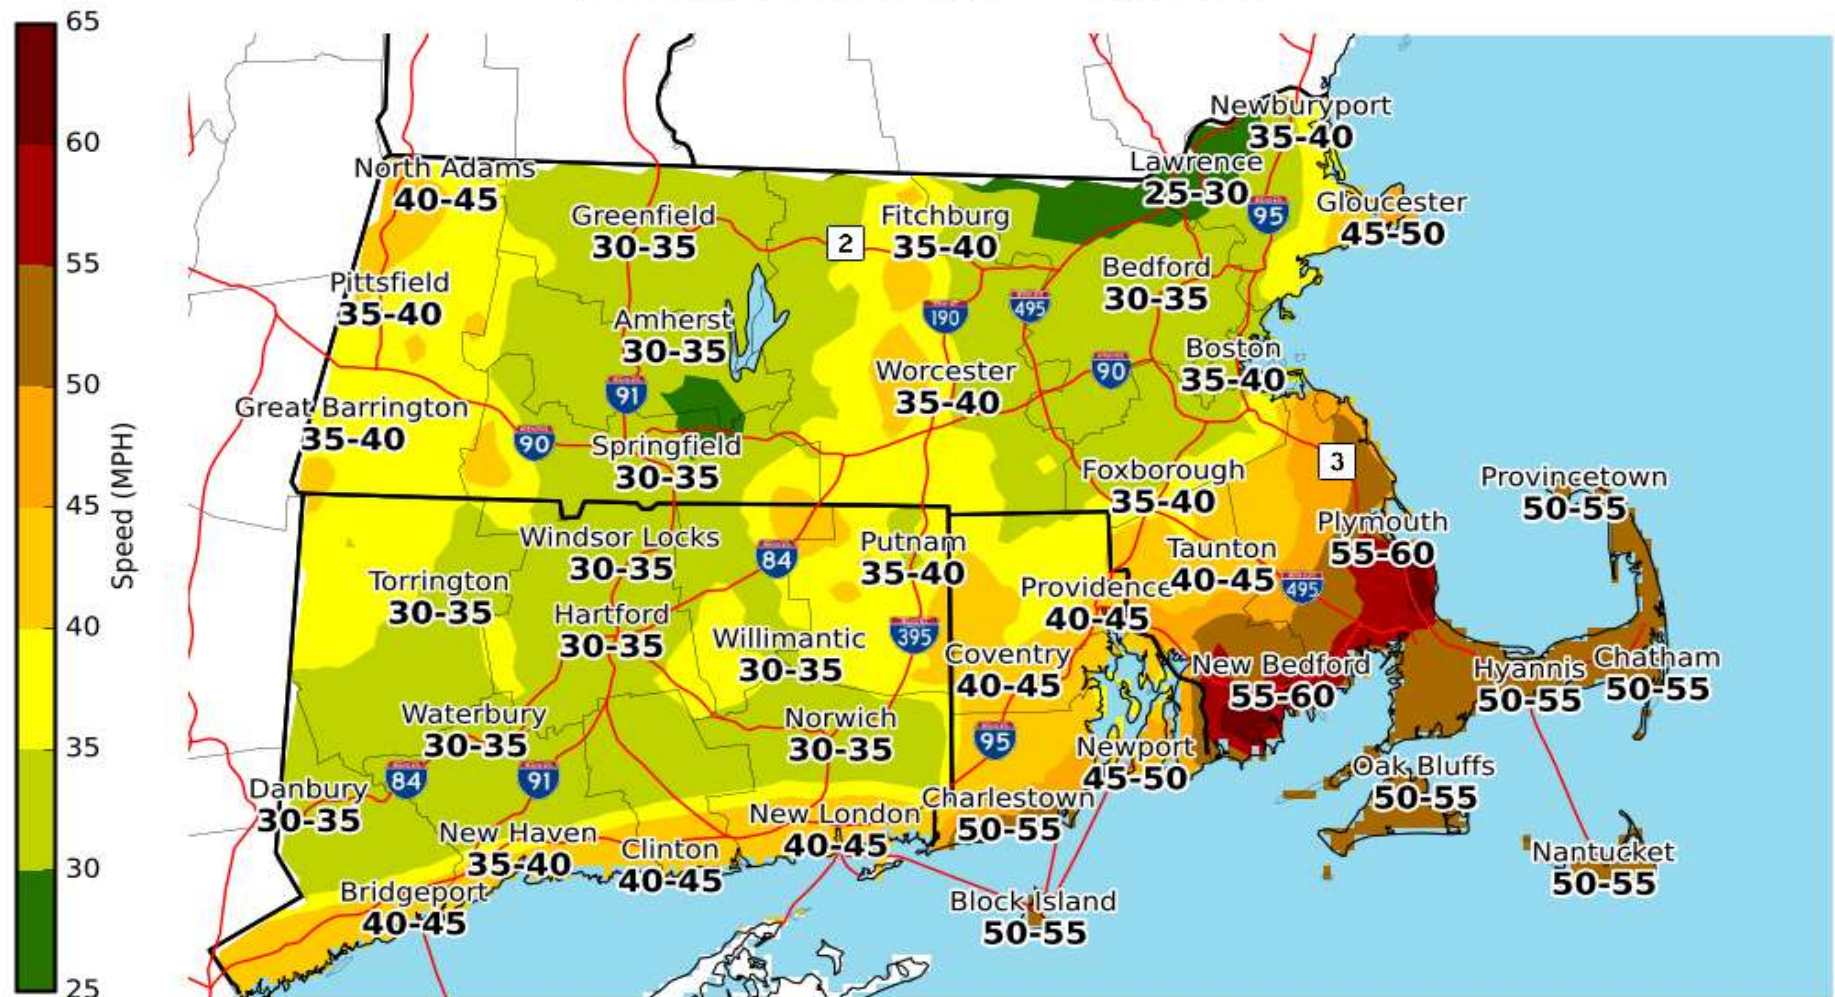 65
60
55
50
45
40
35
30
25
Speed (MPH)
Newburyport
35-40
North Adams
40-45
Lawrence
25-30
Greenfield
30-35
Fitchburg
35-40
Gloucester
45-50
2
95
Pittsfield
35-40
Bedford
30-35
190
495
Amherst
30-35
Boston
35-40
Worcester
35-40
90
91
Great Barrington
35-40
90
Springfield
30-35
3
Foxborough
35-40
Provincetown
50-55
Windsor Locks
30-35
84
Putnam
35-40
Taunton
40-45
Plymouth
55-60
Torrington
30-35
Providence
40-45
495
Hartford
30-35
Willimantic
30-35
395
Coventry
40-45
New Bedford
55-60
Hyannis
50-55
Chatham
50-55
Waterbury
30-35
Norwich
30-35
95
Newport
45-50
84
91
Danbury
30-35
Oak Bluffs
50-55
New London
40-45
Charlestown
50-55
New Haven
35-40
Clinton
40-45
Nantucket
50-55
Bridgeport
40-45
Block Island
50-55